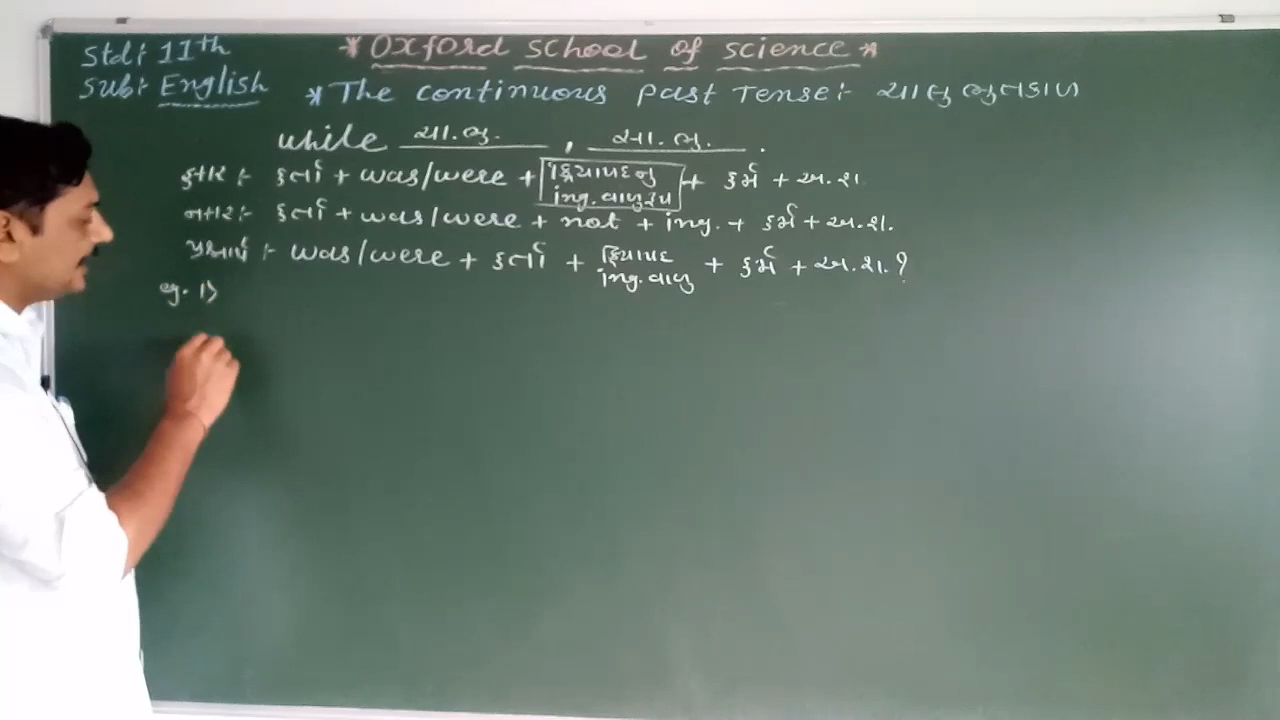 Std: 11th
* Oxford School of Science *
Sub: English
* The Continuous Past Tense:- ચાલુ ભૂતકાળ
while ચા.ભૂ. , સા.ભૂ. .
હકાર :- કર્તા + was/were + ક્રિયાપદનું ing. વાળુ રૂપ + કર્મ + અ.શ.
નકાર :- કર્તા + was/were + not + ing. + કર્મ + અ.શ.
પ્રશ્નાર્થ :- was/were + કર્તા + ક્રિયાપદ ing. વાળુ + કર્મ + અ.શ.?
eg. 1>